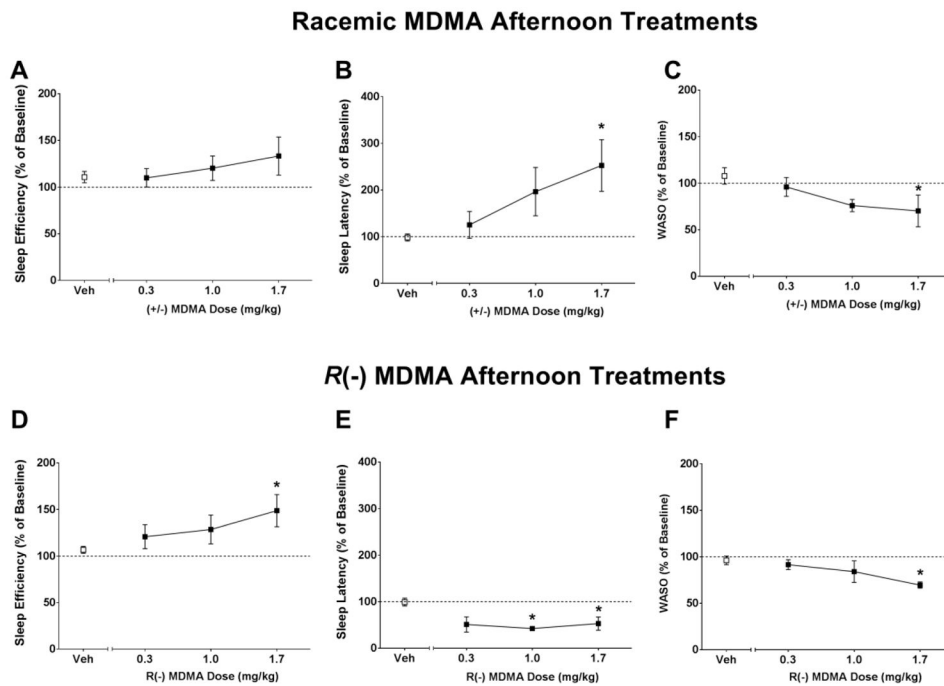 Racemic MDMA Afternoon Treatments
A
Sleep Efficiency (% of Baseline)
200
150
100
50
0
Veh 0.3 1.0 1.7
(+/-) MDMA Dose (mg/kg)
B
Sleep Latency (% of Baseline)
400
300
200
100
0
*
Veh 0.3 1.0 1.7
(+/-) MDMA Dose (mg/kg)
C
WASO (% of Baseline)
200
150
100
50
0
*
Veh 0.3 1.0 1.7
(+/-) MDMA Dose (mg/kg)
R(-) MDMA Afternoon Treatments
D
Sleep Efficiency (% of Baseline)
200
150
100
50
0
*
Veh 0.3 1.0 1.7
R(-) MDMA Dose (mg/kg)
E
Sleep Latency (% of Baseline)
400
300
200
100
0
* *
Veh 0.3 1.0 1.7
R(-) MDMA Dose (mg/kg)
F
WASO (% of Baseline)
200
150
100
50
0
*
Veh 0.3 1.0 1.7
R(-) MDMA Dose (mg/kg)